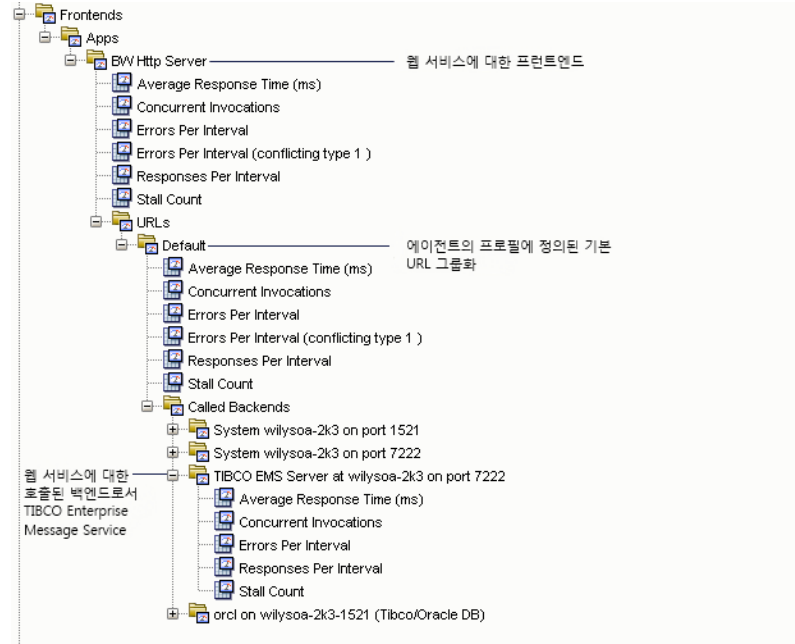 Frontends
Apps
BW Http Server
웹 서비스에 대한 프런트엔드
Average Response Time (ms)
Concurrent Invocations
Errors Per Interval
Errors Per Interval (conflicting type 1 )
Responses Per Interval
Stall Count
URLs
Default
에이전트의 프로필에 정의된 기본
URL 그룹화
Average Response Time (ms)
Concurrent Invocations
Errors Per Interval
Errors Per Interval (conflicting type 1 )
Responses Per Interval
Stall Count
Called Backends
System wilysoa-2k3 on port 1521
System wilysoa-2k3 on port 7222
웹 서비스에 대한
호출된 백엔드로서
TIBCO Enterprise
Message Service
TIBCO EMS Server at wilysoa-2k3 on port 7222
Average Response Time (ms)
Concurrent Invocations
Errors Per Interval
Responses Per Interval
Stall Count
orcl on wilysoa-2k3-1521 (Tibco/Oracle DB)